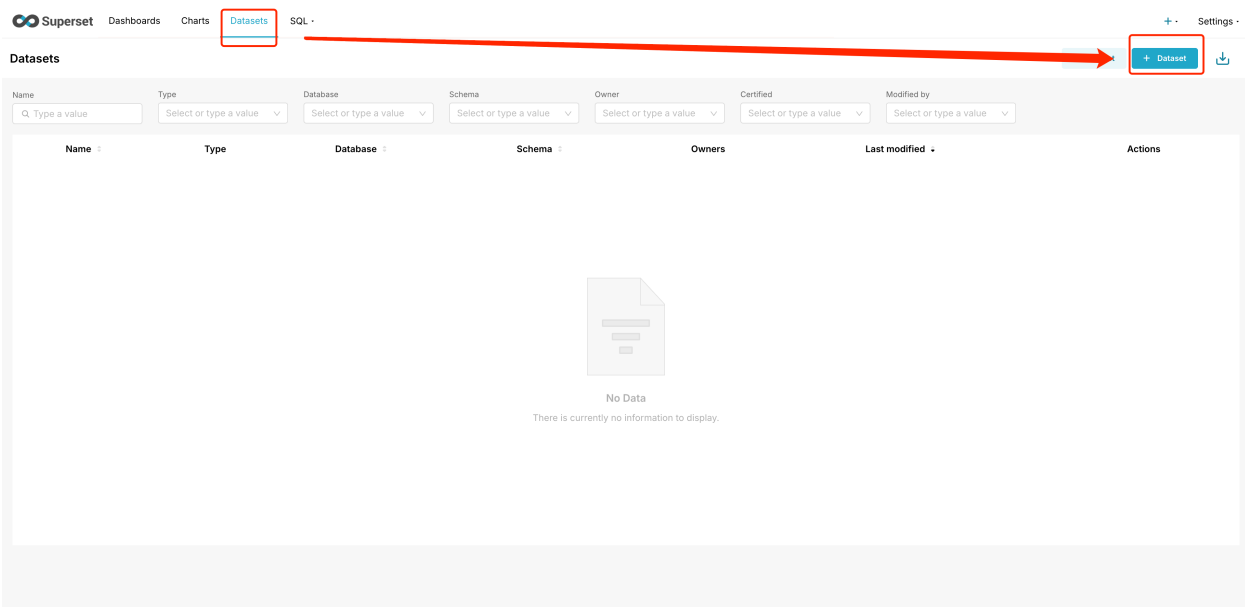 Superset Dashboards Charts Datasets SQL Settings
Datasets + Dataset
Name Type Database Schema Owner Certified Modified by
Type a value Select or type a value Select or type a value Select or type a value Select or type a value Select or type a value Select or type a value
Name Type Database Schema Owners Last modified Actions
No Data
There is currently no information to display.